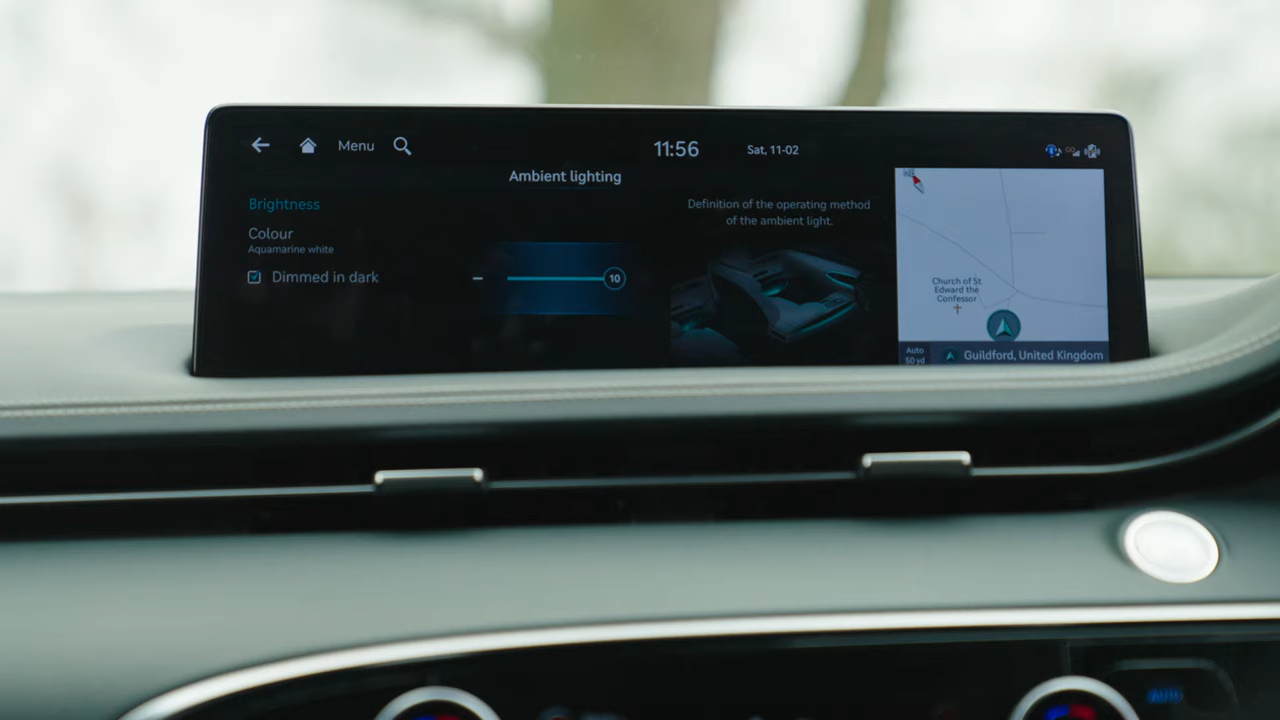 Menu
11:56
Sat, 11-02
Ambient lighting
Brightness
Colour
Aquamarine white
Dimmed in dark
10
Definition of the operating method
of the ambient light.
Church of St
Edward the
Confessor
Auto
50 yd
Guildford, United Kingdom
AUTO